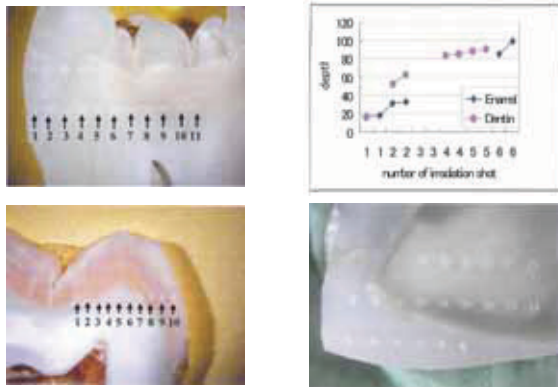 1 2 3 4 5 6 7 8 9 10 11
120
100
80
60
40
20
0
depth
Enamel
Dentin
1 1 2 2 3 3 4 4 5 5 6 6
number of irradiation shot
1 2 3 4 5 6 7 8 9 10